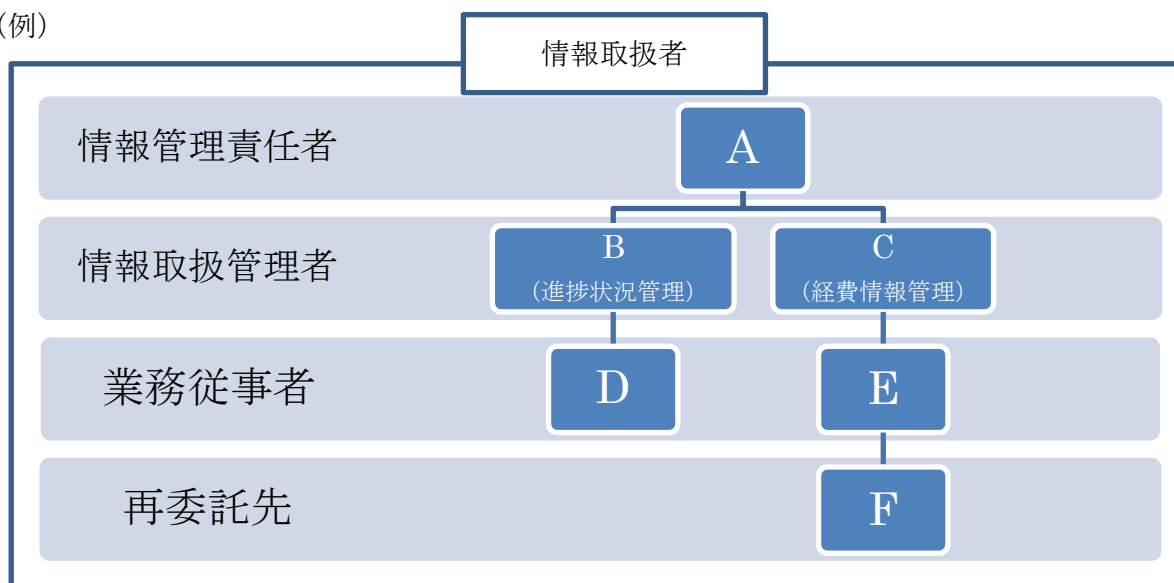 (例)
情報取扱者
情報管理責任者
A
情報取扱管理者
B
(進捗状況管理)
C
(経費情報管理)
業務従事者
D
E
再委託先
F